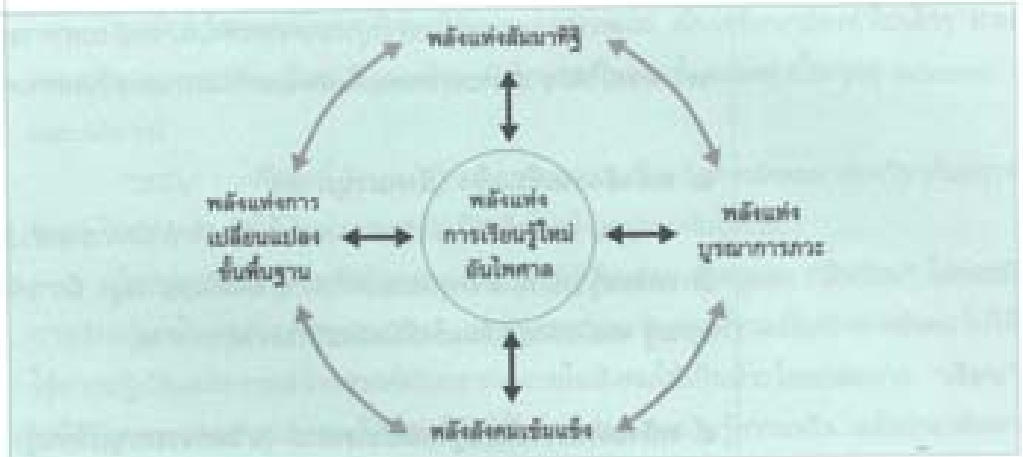 พลังแห่งสัมมาทิฐิ
พลังแห่งการ
เปลี่ยนแปลง
ขั้นพื้นฐาน
พลังแห่ง
การเรียนรู้ใหม่
อันไพศาล
พลังแห่ง
บูรณาการภวะ
พลังสังคมเข้มแข็ง